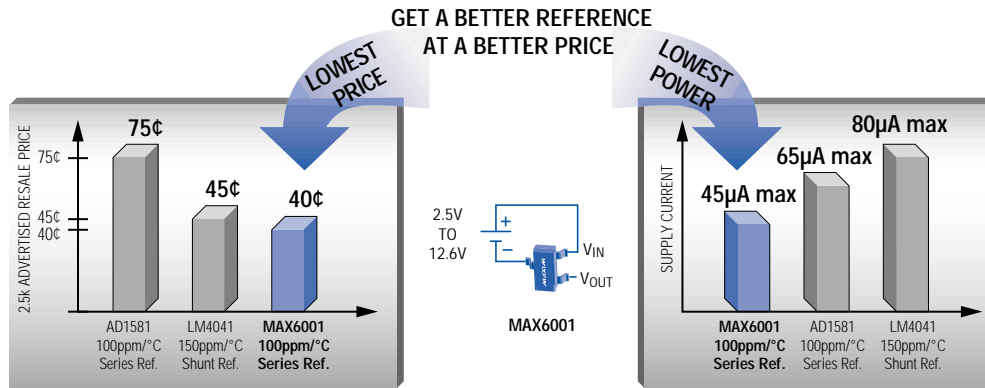 GET A BETTER REFERENCE
AT A BETTER PRICE
LOWEST
PRICE
LOWEST
POWER
2.5k ADVERTISED RESALE PRICE
75¢
45¢
40¢
75¢
45¢
40¢
AD1581
100ppm/°C
Series Ref.
LM4041
150ppm/°C
Shunt Ref.
MAX6001
100ppm/°C
Series Ref.
2.5V
TO
12.6V
+
−
MAXIM
VIN
VOUT
MAX6001
SUPPLY CURRENT
45µA max
65µA max
80µA max
MAX6001
100ppm/°C
Series Ref.
AD1581
100ppm/°C
Series Ref.
LM4041
150ppm/°C
Shunt Ref.